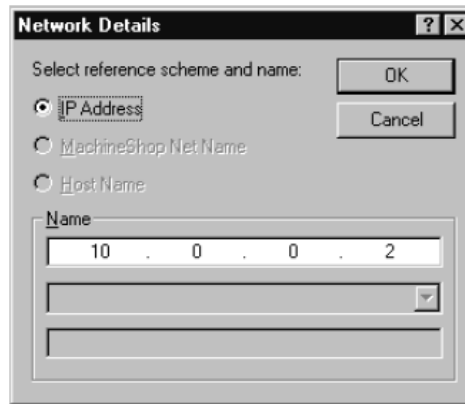 Network Details
Select reference scheme and name:
OK
IP Address
Cancel
MachineShop Net Name
Host Name
Name
10 . 0 . 0 . 2